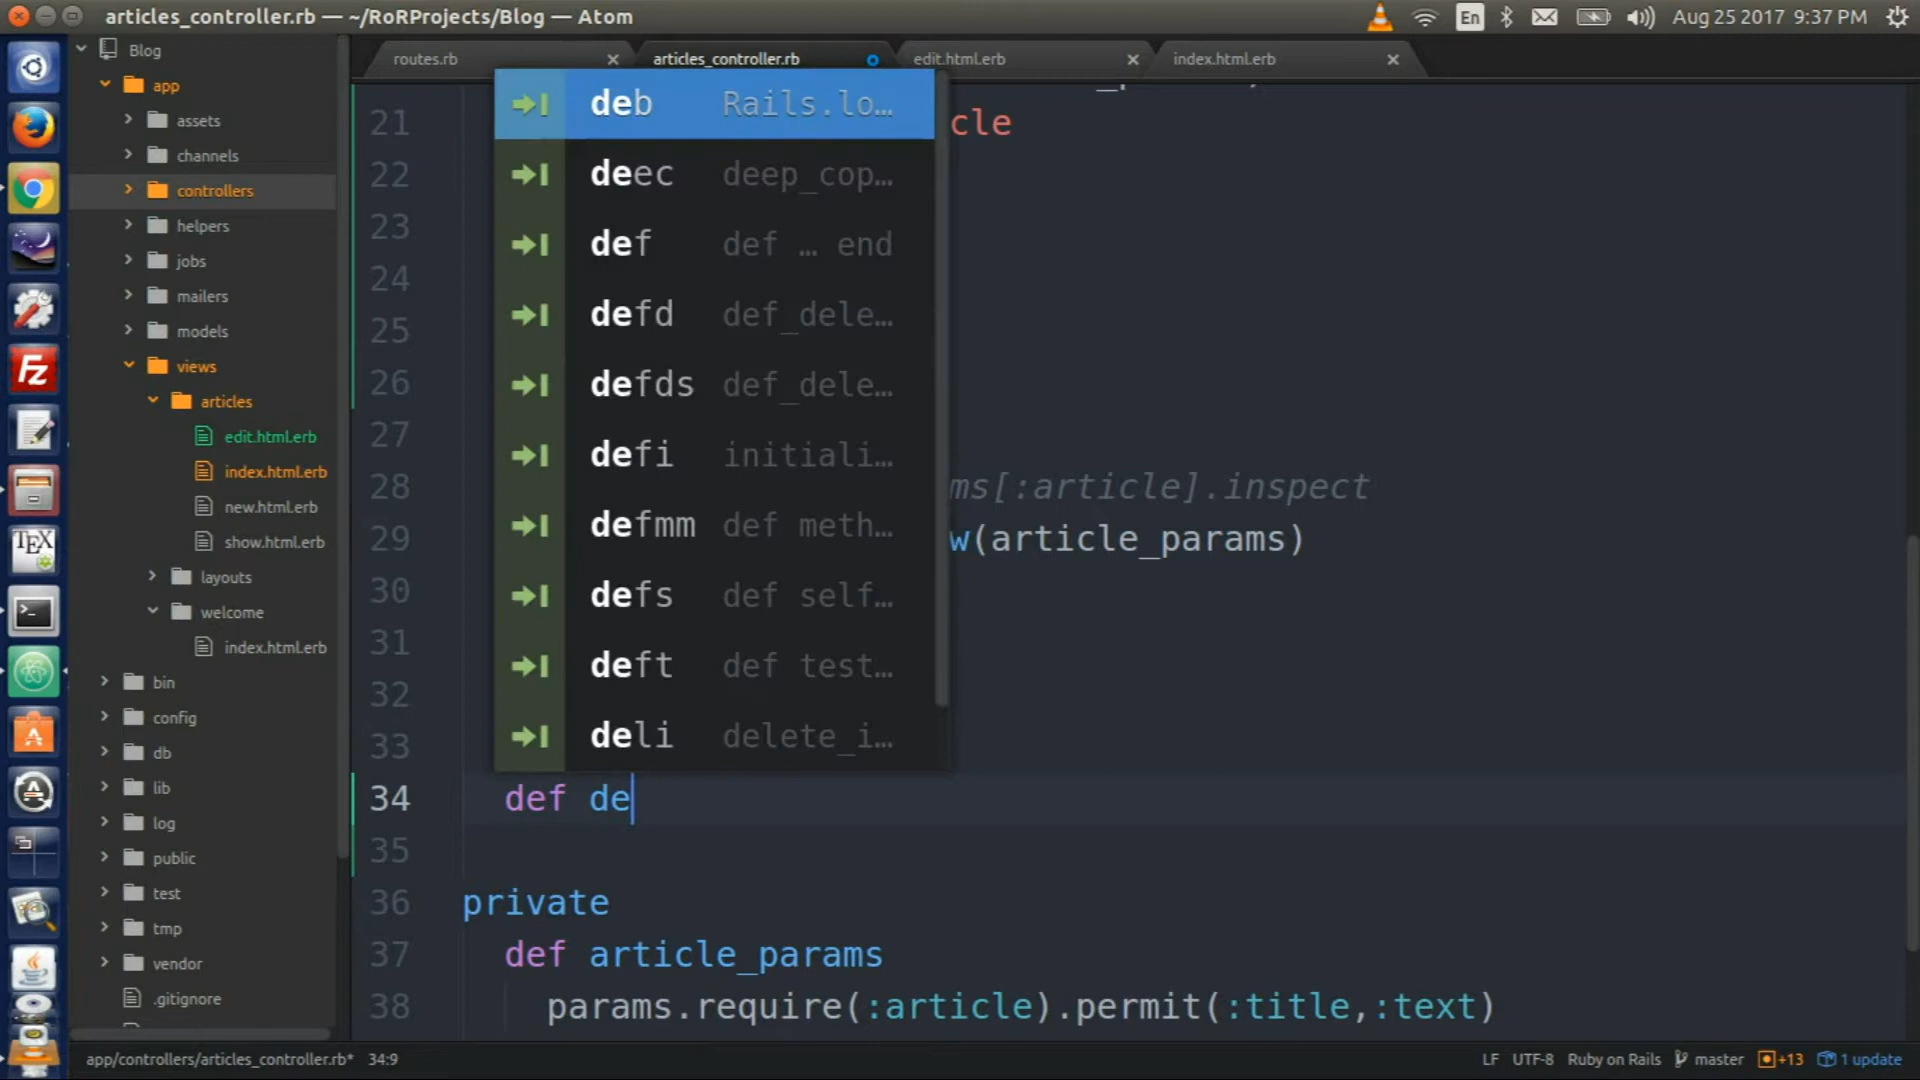 articles_controller.rb — ~/RoRProjects/Blog — Atom
En
Aug 25 2017 9:37 PM
Blog
app
assets
channels
controllers
helpers
jobs
mailers
models
views
articles
edit.html.erb
index.html.erb
new.html.erb
show.html.erb
layouts
welcome
index.html.erb
bin
config
db
lib
log
public
test
tmp
vendor
.gitignore
routes.rb
articles_controller.rb
edit.html.erb
index.html.erb
deb Rails.lo…
deec deep_cop…
def def … end
defd def_dele…
defds def_dele…
defi initiali…
defmm def meth…
defs def self…
deft def test…
deli delete_i…
21 cle
22
23
24
25
26
27
28 ms[:article].inspect
29 w(article_params)
30
31
32
33
34 def de
35
36 private
37 def article_params
38 params.require(:article).permit(:title,:text)
app/controllers/articles_controller.rb* 34:9
LF UTF-8 Ruby on Rails master +13 1 update
Fz
TEX